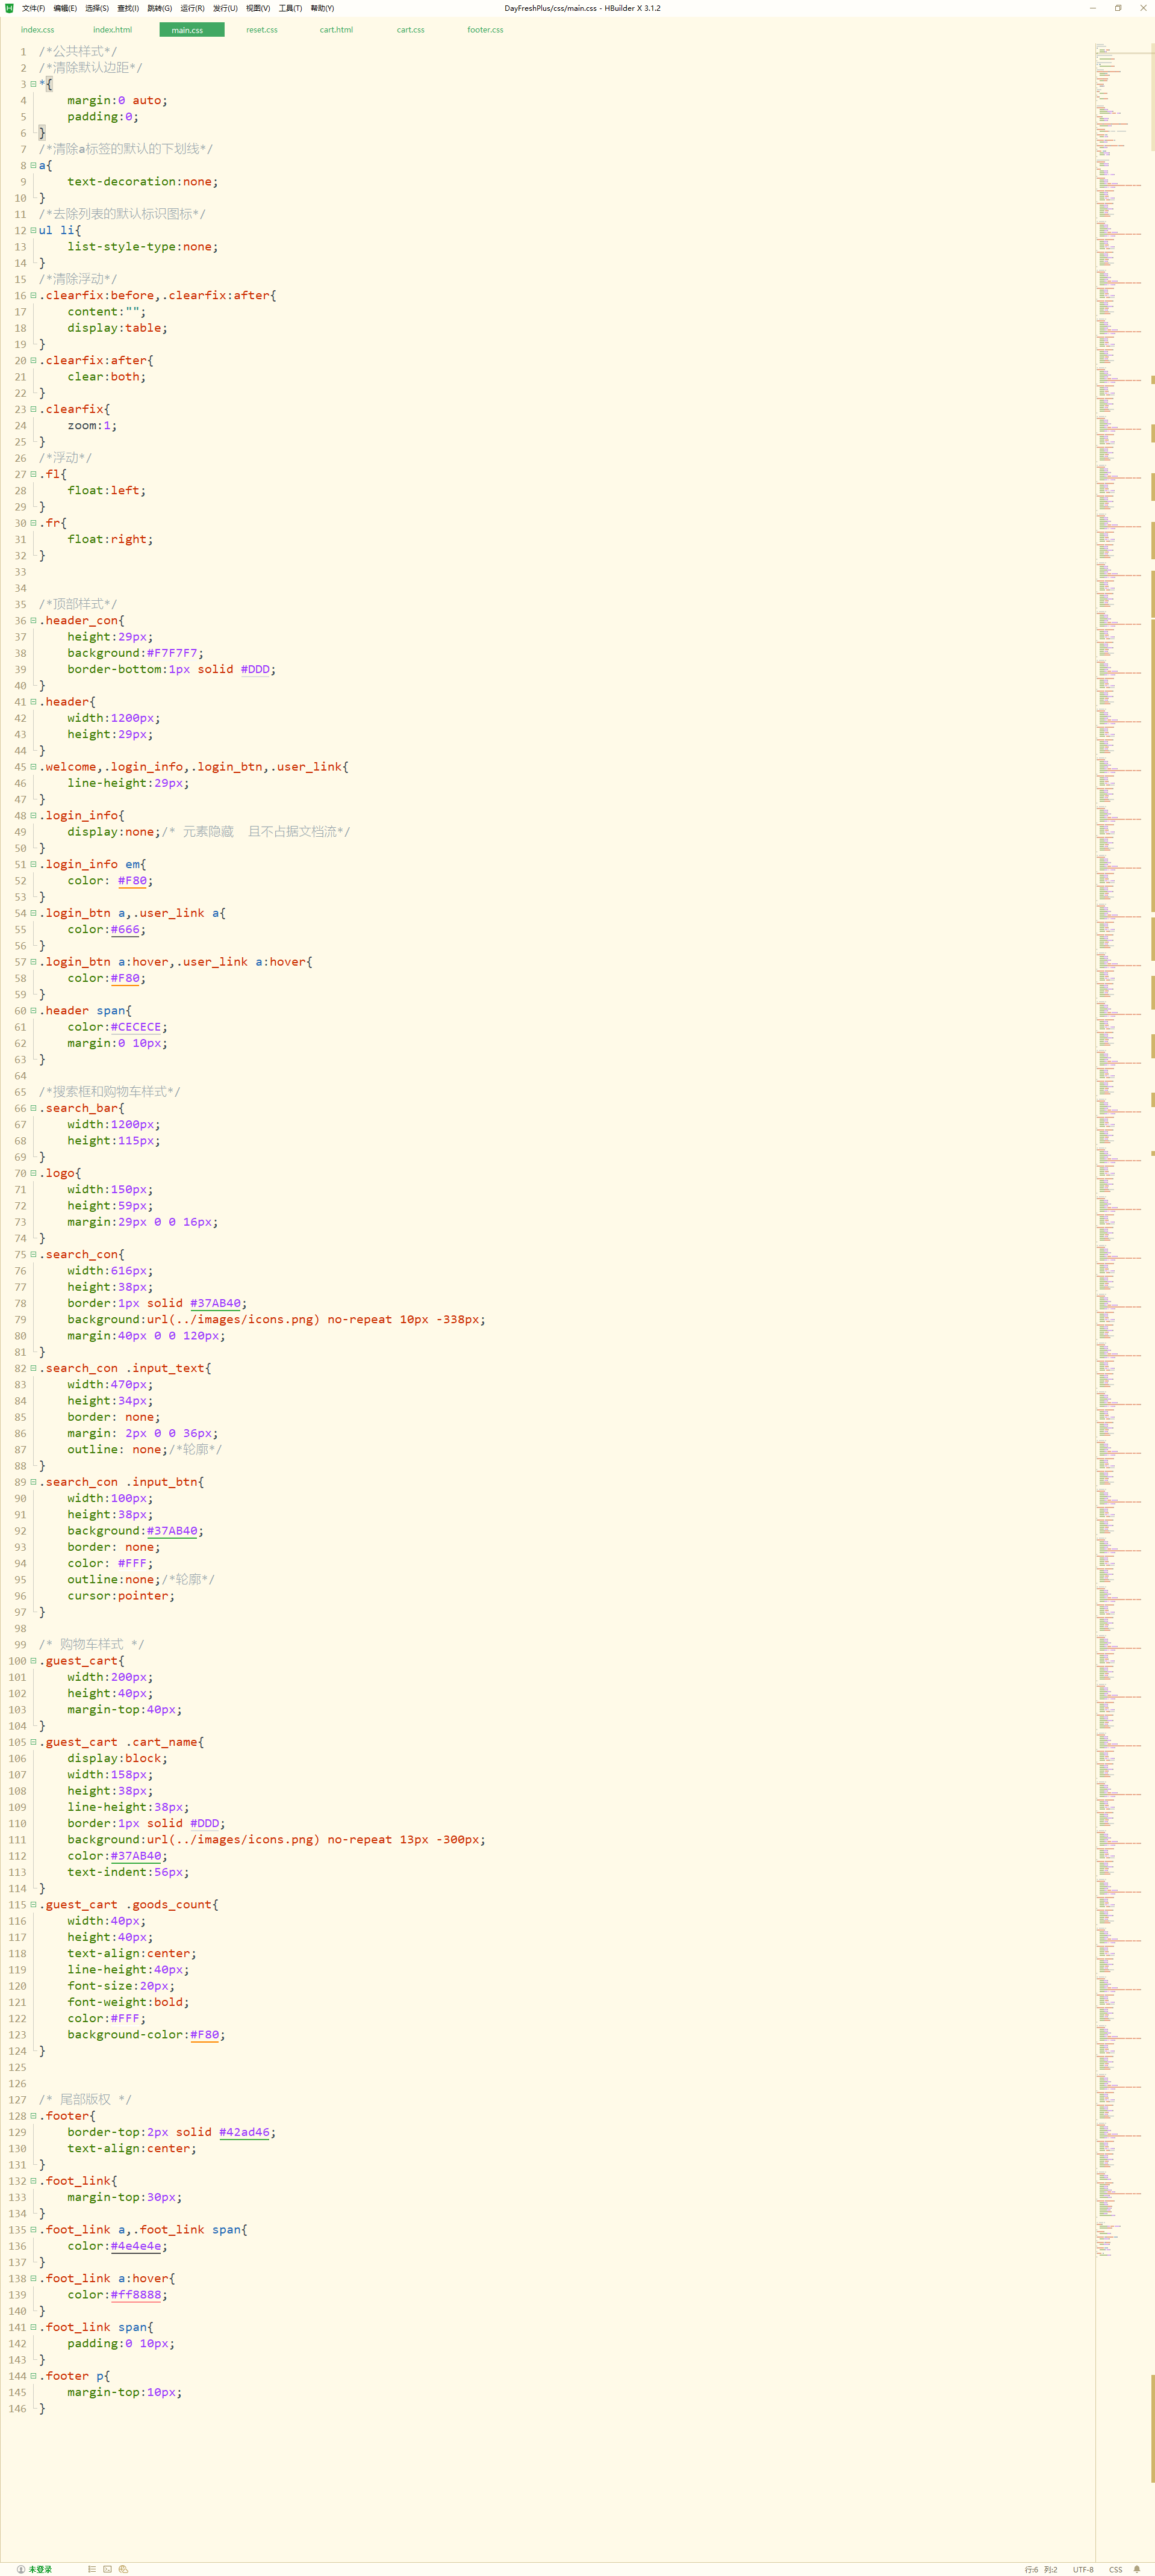 文件(F) 编辑(E) 选择(S) 查找(I) 跳转(G) 运行(R) 发行(U) 视图(V) 工具(T) 帮助(Y) DayFreshPlus/css/main.css - HBuilder X 3.1.2
index.css index.html main.css reset.css cart.html cart.css footer.css
1 /*公共样式*/
2 /*清除默认边距*/
3 *{
4 margin:0 auto;
5 padding:0;
6 }
7 /*清除a标签的默认的下划线*/
8 a{
9 text-decoration:none;
10 }
11 /*去除列表的默认标识图标*/
12 ul li{
13 list-style-type:none;
14 }
15 /*清除浮动*/
16 .clearfix:before,.clearfix:after{
17 content:"";
18 display:table;
19 }
20 .clearfix:after{
21 clear:both;
22 }
23 .clearfix{
24 zoom:1;
25 }
26 /*浮动*/
27 .fl{
28 float:left;
29 }
30 .fr{
31 float:right;
32 }
33
34
35 /*顶部样式*/
36 .header_con{
37 height:29px;
38 background:#F7F7F7;
39 border-bottom:1px solid #DDD;
40 }
41 .header{
42 width:1200px;
43 height:29px;
44 }
45 .welcome,.login_info,.login_btn,.user_link{
46 line-height:29px;
47 }
48 .login_info{
49 display:none;/* 元素隐藏  且不占据文档流*/
50 }
51 .login_info em{
52 color: #F80;
53 }
54 .login_btn a,.user_link a{
55 color:#666;
56 }
57 .login_btn a:hover,.user_link a:hover{
58 color:#F80;
59 }
60 .header span{
61 color:#CECECE;
62 margin:0 10px;
63 }
64
65 /*搜索框和购物车样式*/
66 .search_bar{
67 width:1200px;
68 height:115px;
69 }
70 .logo{
71 width:150px;
72 height:59px;
73 margin:29px 0 0 16px;
74 }
75 .search_con{
76 width:616px;
77 height:38px;
78 border:1px solid #37AB40;
79 background:url(../images/icons.png) no-repeat 10px -338px;
80 margin:40px 0 0 120px;
81 }
82 .search_con .input_text{
83 width:470px;
84 height:34px;
85 border: none;
86 margin: 2px 0 0 36px;
87 outline: none;/*轮廓*/
88 }
89 .search_con .input_btn{
90 width:100px;
91 height:38px;
92 background:#37AB40;
93 border: none;
94 color: #FFF;
95 outline:none;/*轮廓*/
96 cursor:pointer;
97 }
98
99 /* 购物车样式 */
100 .guest_cart{
101 width:200px;
102 height:40px;
103 margin-top:40px;
104 }
105 .guest_cart .cart_name{
106 display:block;
107 width:158px;
108 height:38px;
109 line-height:38px;
110 border:1px solid #DDD;
111 background:url(../images/icons.png) no-repeat 13px -300px;
112 color:#37AB40;
113 text-indent:56px;
114 }
115 .guest_cart .goods_count{
116 width:40px;
117 height:40px;
118 text-align:center;
119 line-height:40px;
120 font-size:20px;
121 font-weight:bold;
122 color:#FFF;
123 background-color:#F80;
124 }
125
126
127 /* 尾部版权 */
128 .footer{
129 border-top:2px solid #42ad46;
130 text-align:center;
131 }
132 .foot_link{
133 margin-top:30px;
134 }
135 .foot_link a,.foot_link span{
136 color:#4e4e4e;
137 }
138 .foot_link a:hover{
139 color:#ff8888;
140 }
141 .foot_link span{
142 padding:0 10px;
143 }
144 .footer p{
145 margin-top:10px;
146 }
未登录 行:6 列:2 UTF-8 CSS